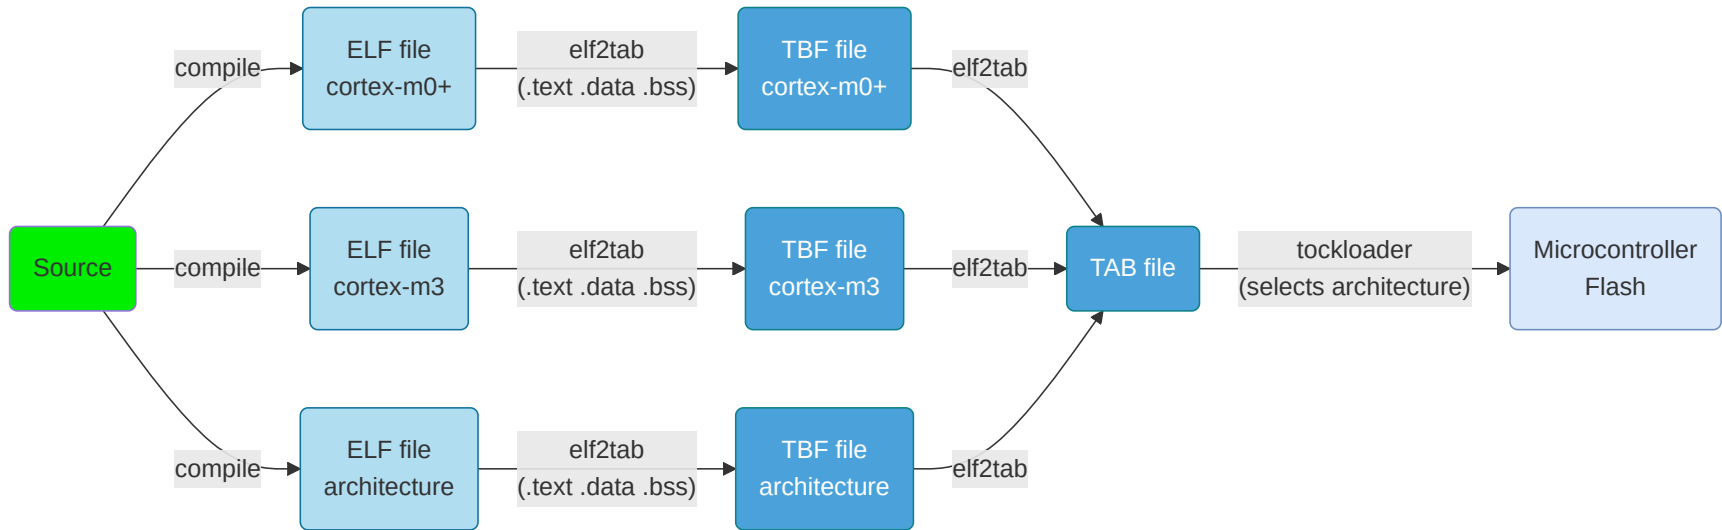 Source
compile
ELF file
cortex-m0+
elf2tab
(.text .data .bss)
TBF file
cortex-m0+
elf2tab
compile
ELF file
cortex-m3
elf2tab
(.text .data .bss)
TBF file
cortex-m3
elf2tab
compile
ELF file
architecture
elf2tab
(.text .data .bss)
TBF file
architecture
elf2tab
TAB file
tockloader
(selects architecture)
Microcontroller
Flash